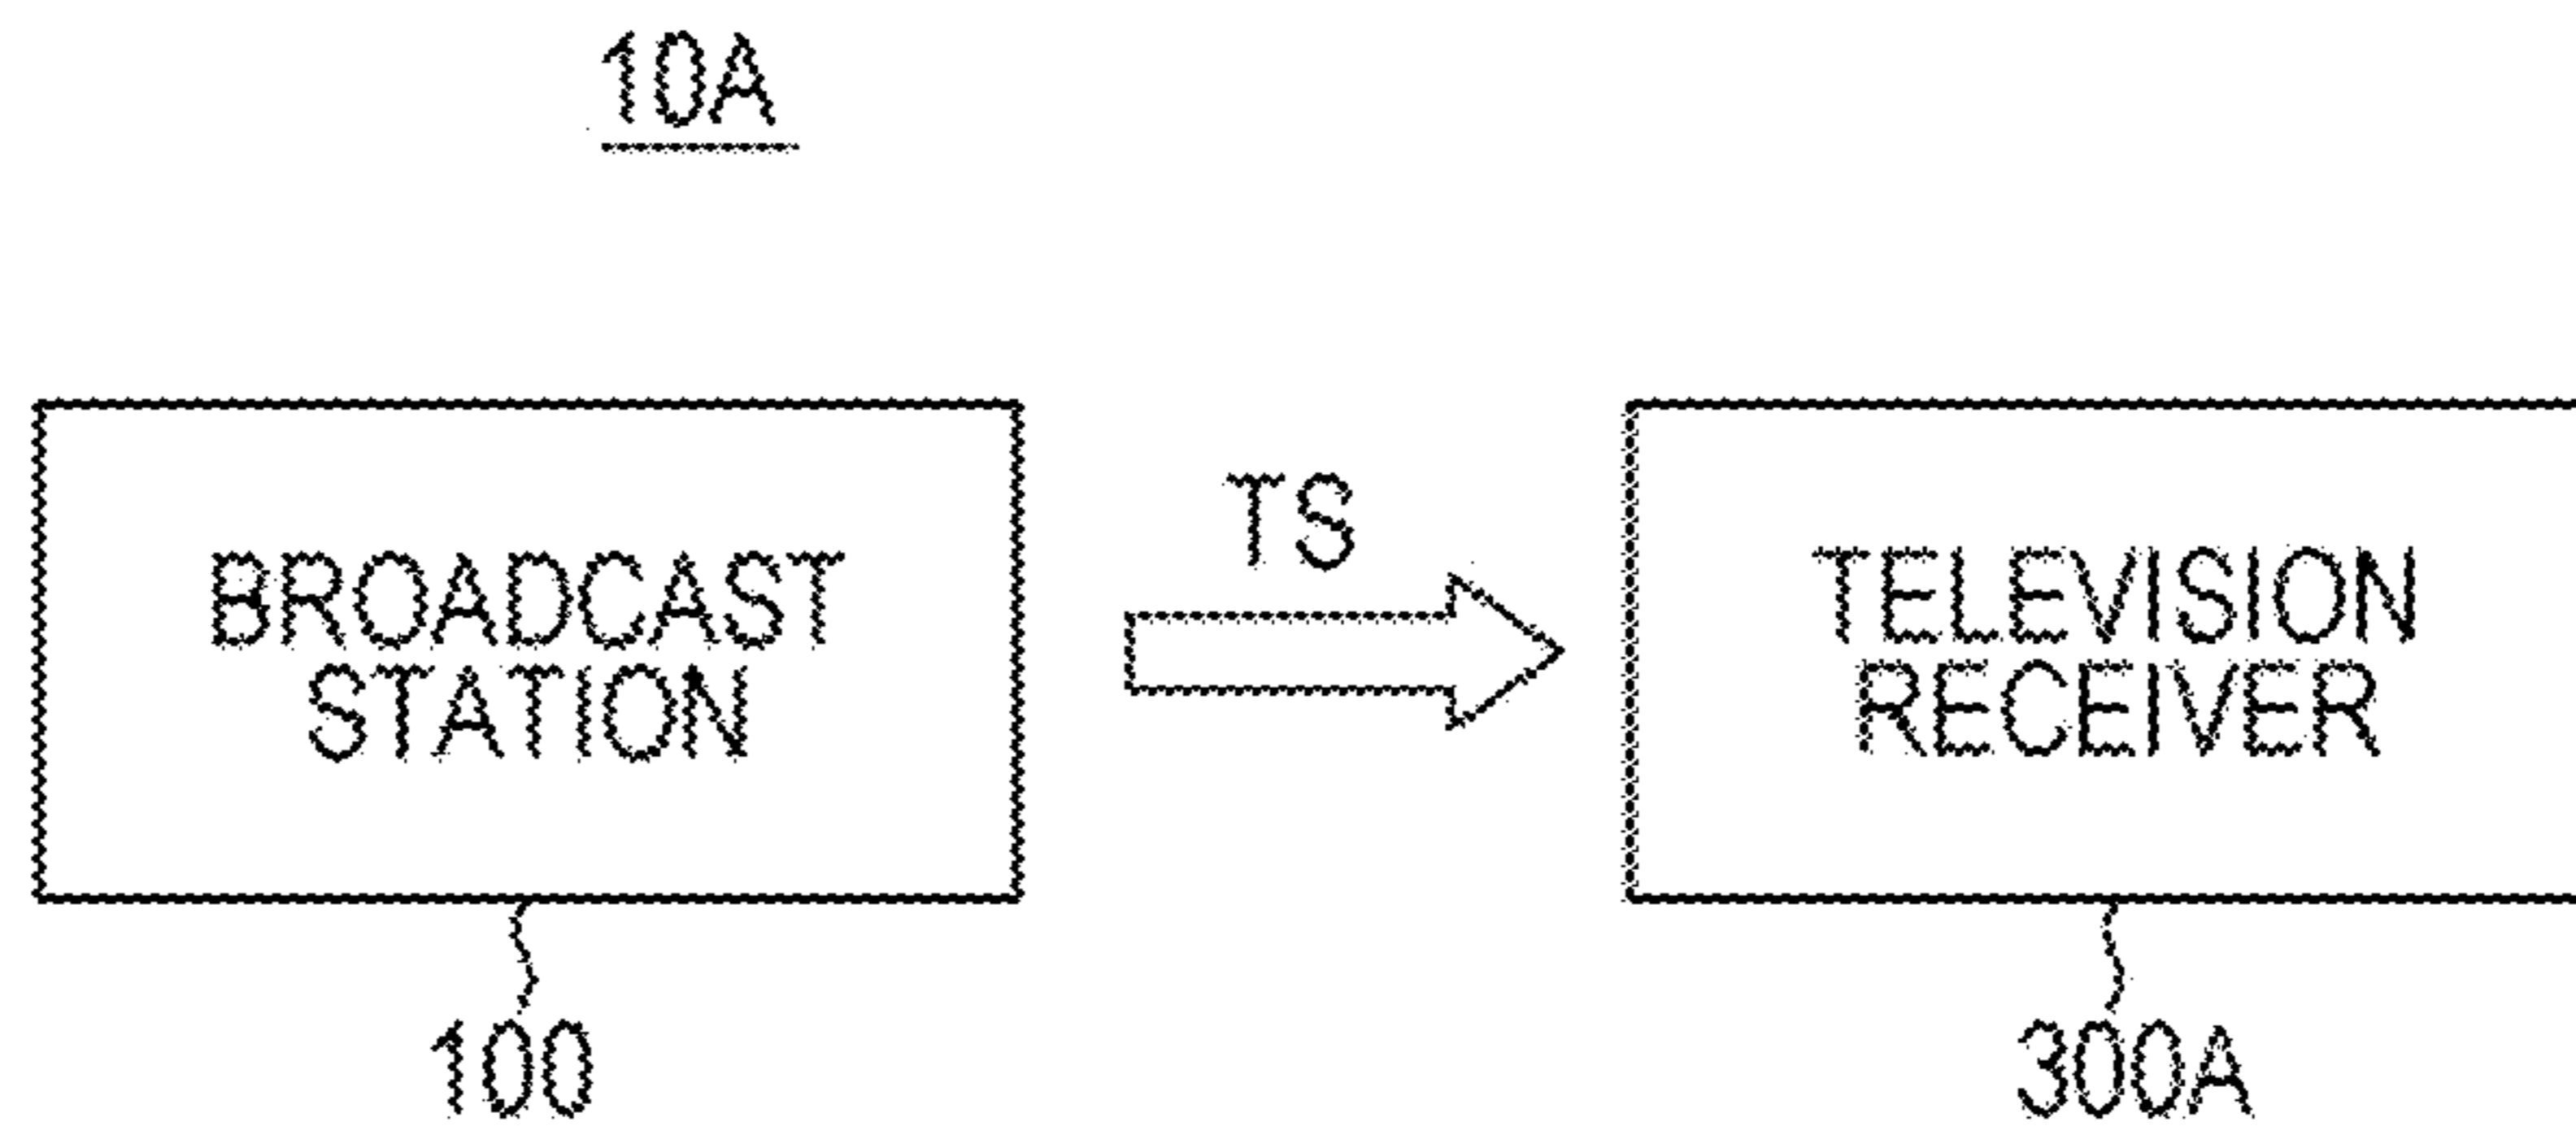 10A
BROADCAST
STATION
TS
TELEVISION
RECEIVER
100
300A